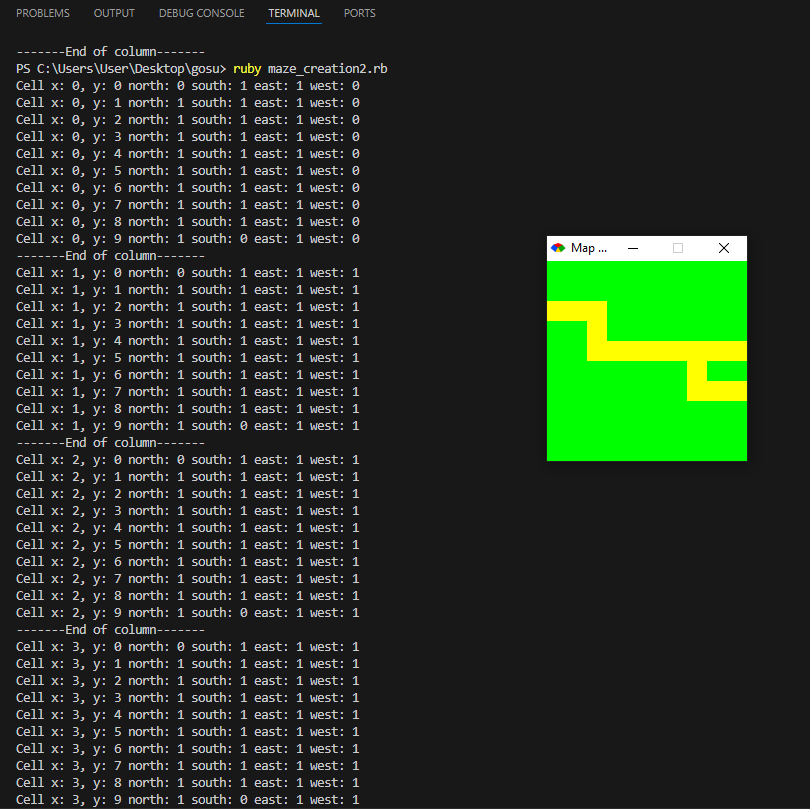 PROBLEMS OUTPUT DEBUG CONSOLE TERMINAL PORTS
-------End of column-------
PS C:\Users\User\Desktop\gosu> ruby maze_creation2.rb
Cell x: 0, y: 0 north: 0 south: 1 east: 1 west: 0
Cell x: 0, y: 1 north: 1 south: 1 east: 1 west: 0
Cell x: 0, y: 2 north: 1 south: 1 east: 1 west: 0
Cell x: 0, y: 3 north: 1 south: 1 east: 1 west: 0
Cell x: 0, y: 4 north: 1 south: 1 east: 1 west: 0
Cell x: 0, y: 5 north: 1 south: 1 east: 1 west: 0
Cell x: 0, y: 6 north: 1 south: 1 east: 1 west: 0
Cell x: 0, y: 7 north: 1 south: 1 east: 1 west: 0
Cell x: 0, y: 8 north: 1 south: 1 east: 1 west: 0
Cell x: 0, y: 9 north: 1 south: 0 east: 1 west: 0
-------End of column-------
Cell x: 1, y: 0 north: 0 south: 1 east: 1 west: 1
Cell x: 1, y: 1 north: 1 south: 1 east: 1 west: 1
Cell x: 1, y: 2 north: 1 south: 1 east: 1 west: 1
Cell x: 1, y: 3 north: 1 south: 1 east: 1 west: 1
Cell x: 1, y: 4 north: 1 south: 1 east: 1 west: 1
Cell x: 1, y: 5 north: 1 south: 1 east: 1 west: 1
Cell x: 1, y: 6 north: 1 south: 1 east: 1 west: 1
Cell x: 1, y: 7 north: 1 south: 1 east: 1 west: 1
Cell x: 1, y: 8 north: 1 south: 1 east: 1 west: 1
Cell x: 1, y: 9 north: 1 south: 0 east: 1 west: 1
-------End of column-------
Cell x: 2, y: 0 north: 0 south: 1 east: 1 west: 1
Cell x: 2, y: 1 north: 1 south: 1 east: 1 west: 1
Cell x: 2, y: 2 north: 1 south: 1 east: 1 west: 1
Cell x: 2, y: 3 north: 1 south: 1 east: 1 west: 1
Cell x: 2, y: 4 north: 1 south: 1 east: 1 west: 1
Cell x: 2, y: 5 north: 1 south: 1 east: 1 west: 1
Cell x: 2, y: 6 north: 1 south: 1 east: 1 west: 1
Cell x: 2, y: 7 north: 1 south: 1 east: 1 west: 1
Cell x: 2, y: 8 north: 1 south: 1 east: 1 west: 1
Cell x: 2, y: 9 north: 1 south: 0 east: 1 west: 1
-------End of column-------
Cell x: 3, y: 0 north: 0 south: 1 east: 1 west: 1
Cell x: 3, y: 1 north: 1 south: 1 east: 1 west: 1
Cell x: 3, y: 2 north: 1 south: 1 east: 1 west: 1
Cell x: 3, y: 3 north: 1 south: 1 east: 1 west: 1
Cell x: 3, y: 4 north: 1 south: 1 east: 1 west: 1
Cell x: 3, y: 5 north: 1 south: 1 east: 1 west: 1
Cell x: 3, y: 6 north: 1 south: 1 east: 1 west: 1
Cell x: 3, y: 7 north: 1 south: 1 east: 1 west: 1
Cell x: 3, y: 8 north: 1 south: 1 east: 1 west: 1
Cell x: 3, y: 9 north: 1 south: 0 east: 1 west: 1
Map ...